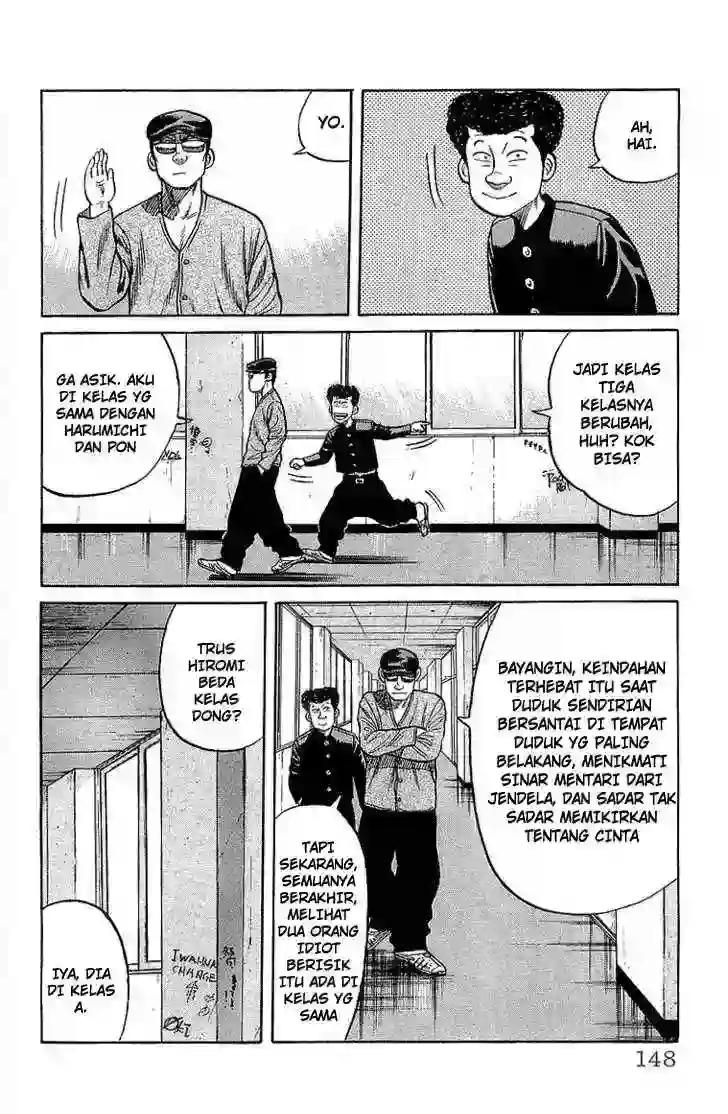 AH,
HAI.
YO.
JADI KELAS
TIGA
KELASNYA
BERUBAH,
HUH? KOK
BISA?
GA ASIK. AKU
DI KELAS YG
SAMA DENGAN
HARUMICHI
DAN PON
BAYANGIN, KEINDAHAN
TERHEBAT ITU SAAT
DUDUK SENDIRIAN
BERSANTAI DI TEMPAT
DUDUK YG PALING
BELAKANG, MENIKMATI
SINAR MENTARI DARI
JENDELA, DAN SADAR TAK
SADAR MEMIKIRKAN
TENTANG CINTA
TAPI
SEKARANG,
SEMUANYA
BERAKHIR,
MELIHAT
DUA ORANG
IDIOT
BERISIK
ITU ADA DI
KELAS YG
SAMA
TRUS
HIROMI
BEDA
KELAS
DONG?
IYA, DIA
DI KELAS
A.
I WANNA
CHANGE
148